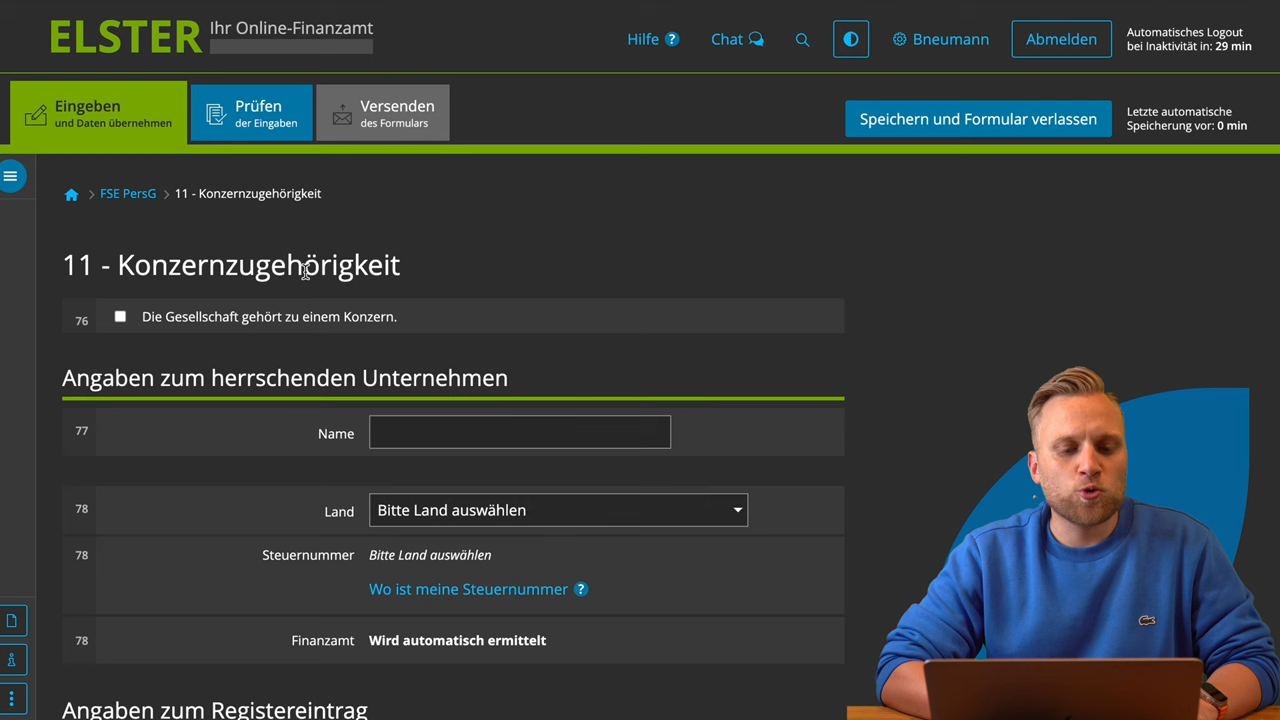 ELSTER
Ihr Online-Finanzamt
Hilfe ?
Chat
Bneumann
Abmelden
Automatisches Logout
bei Inaktivität in: 29 min
Eingeben
und Daten übernehmen
Prüfen
der Eingaben
Versenden
des Formulars
Speichern und Formular verlassen
Letzte automatische
Speicherung vor: 0 min
FSE PersG
11 - Konzernzugehörigkeit
11 - Konzernzugehörigkeit
76 Die Gesellschaft gehört zu einem Konzern.
Angaben zum herrschenden Unternehmen
77 Name
78 Land Bitte Land auswählen
78 Steuernummer Bitte Land auswählen
Wo ist meine Steuernummer ?
78 Finanzamt Wird automatisch ermittelt
Angaben zum Registereintrag